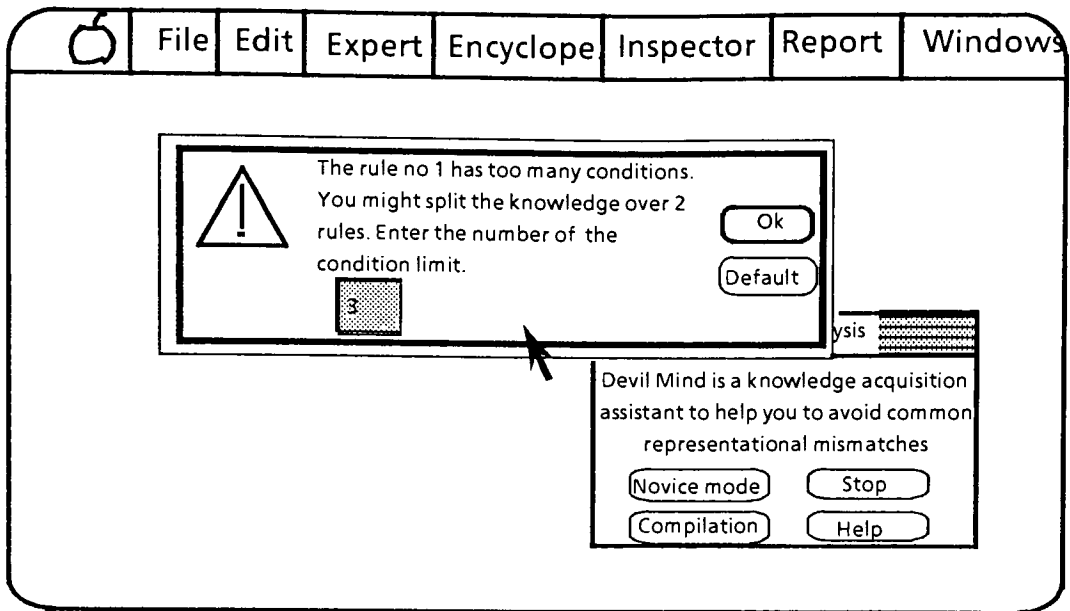 File Edit Expert Encyclope Inspector Report Windows
The rule no 1 has too many conditions.
You might split the knowledge over 2
rules. Enter the number of the
condition limit.
Ok
Default
3
ysis
Devil Mind is a knowledge acquisition
assistant to help you to avoid common
representational mismatches
Novice mode Stop
Compilation Help